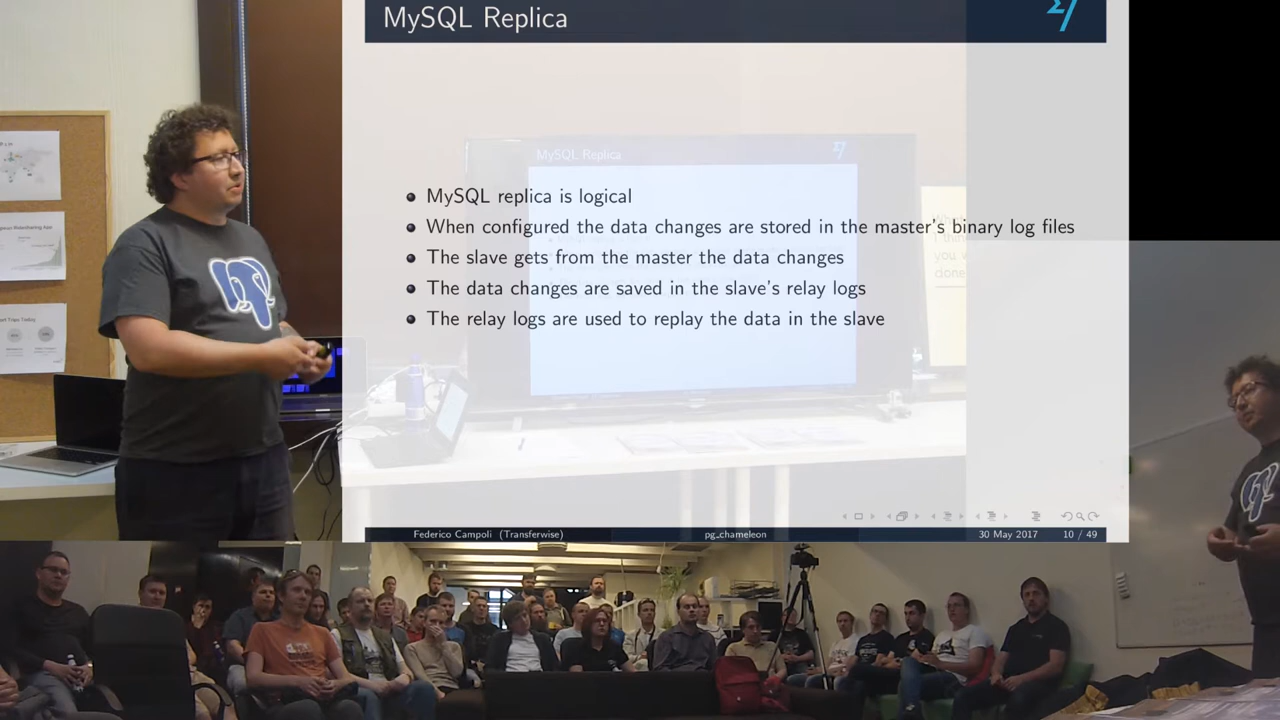 MySQL Replica
MySQL Replica
MySQL replica is logical
When configured the data changes are stored in the master's binary log files
The slave gets from the master the data changes
The data changes are saved in the slave's relay logs
The relay logs are used to replay the data in the slave
Federico Campoli (Transferwise) pg_chameleon 30 May 2017 10 / 49